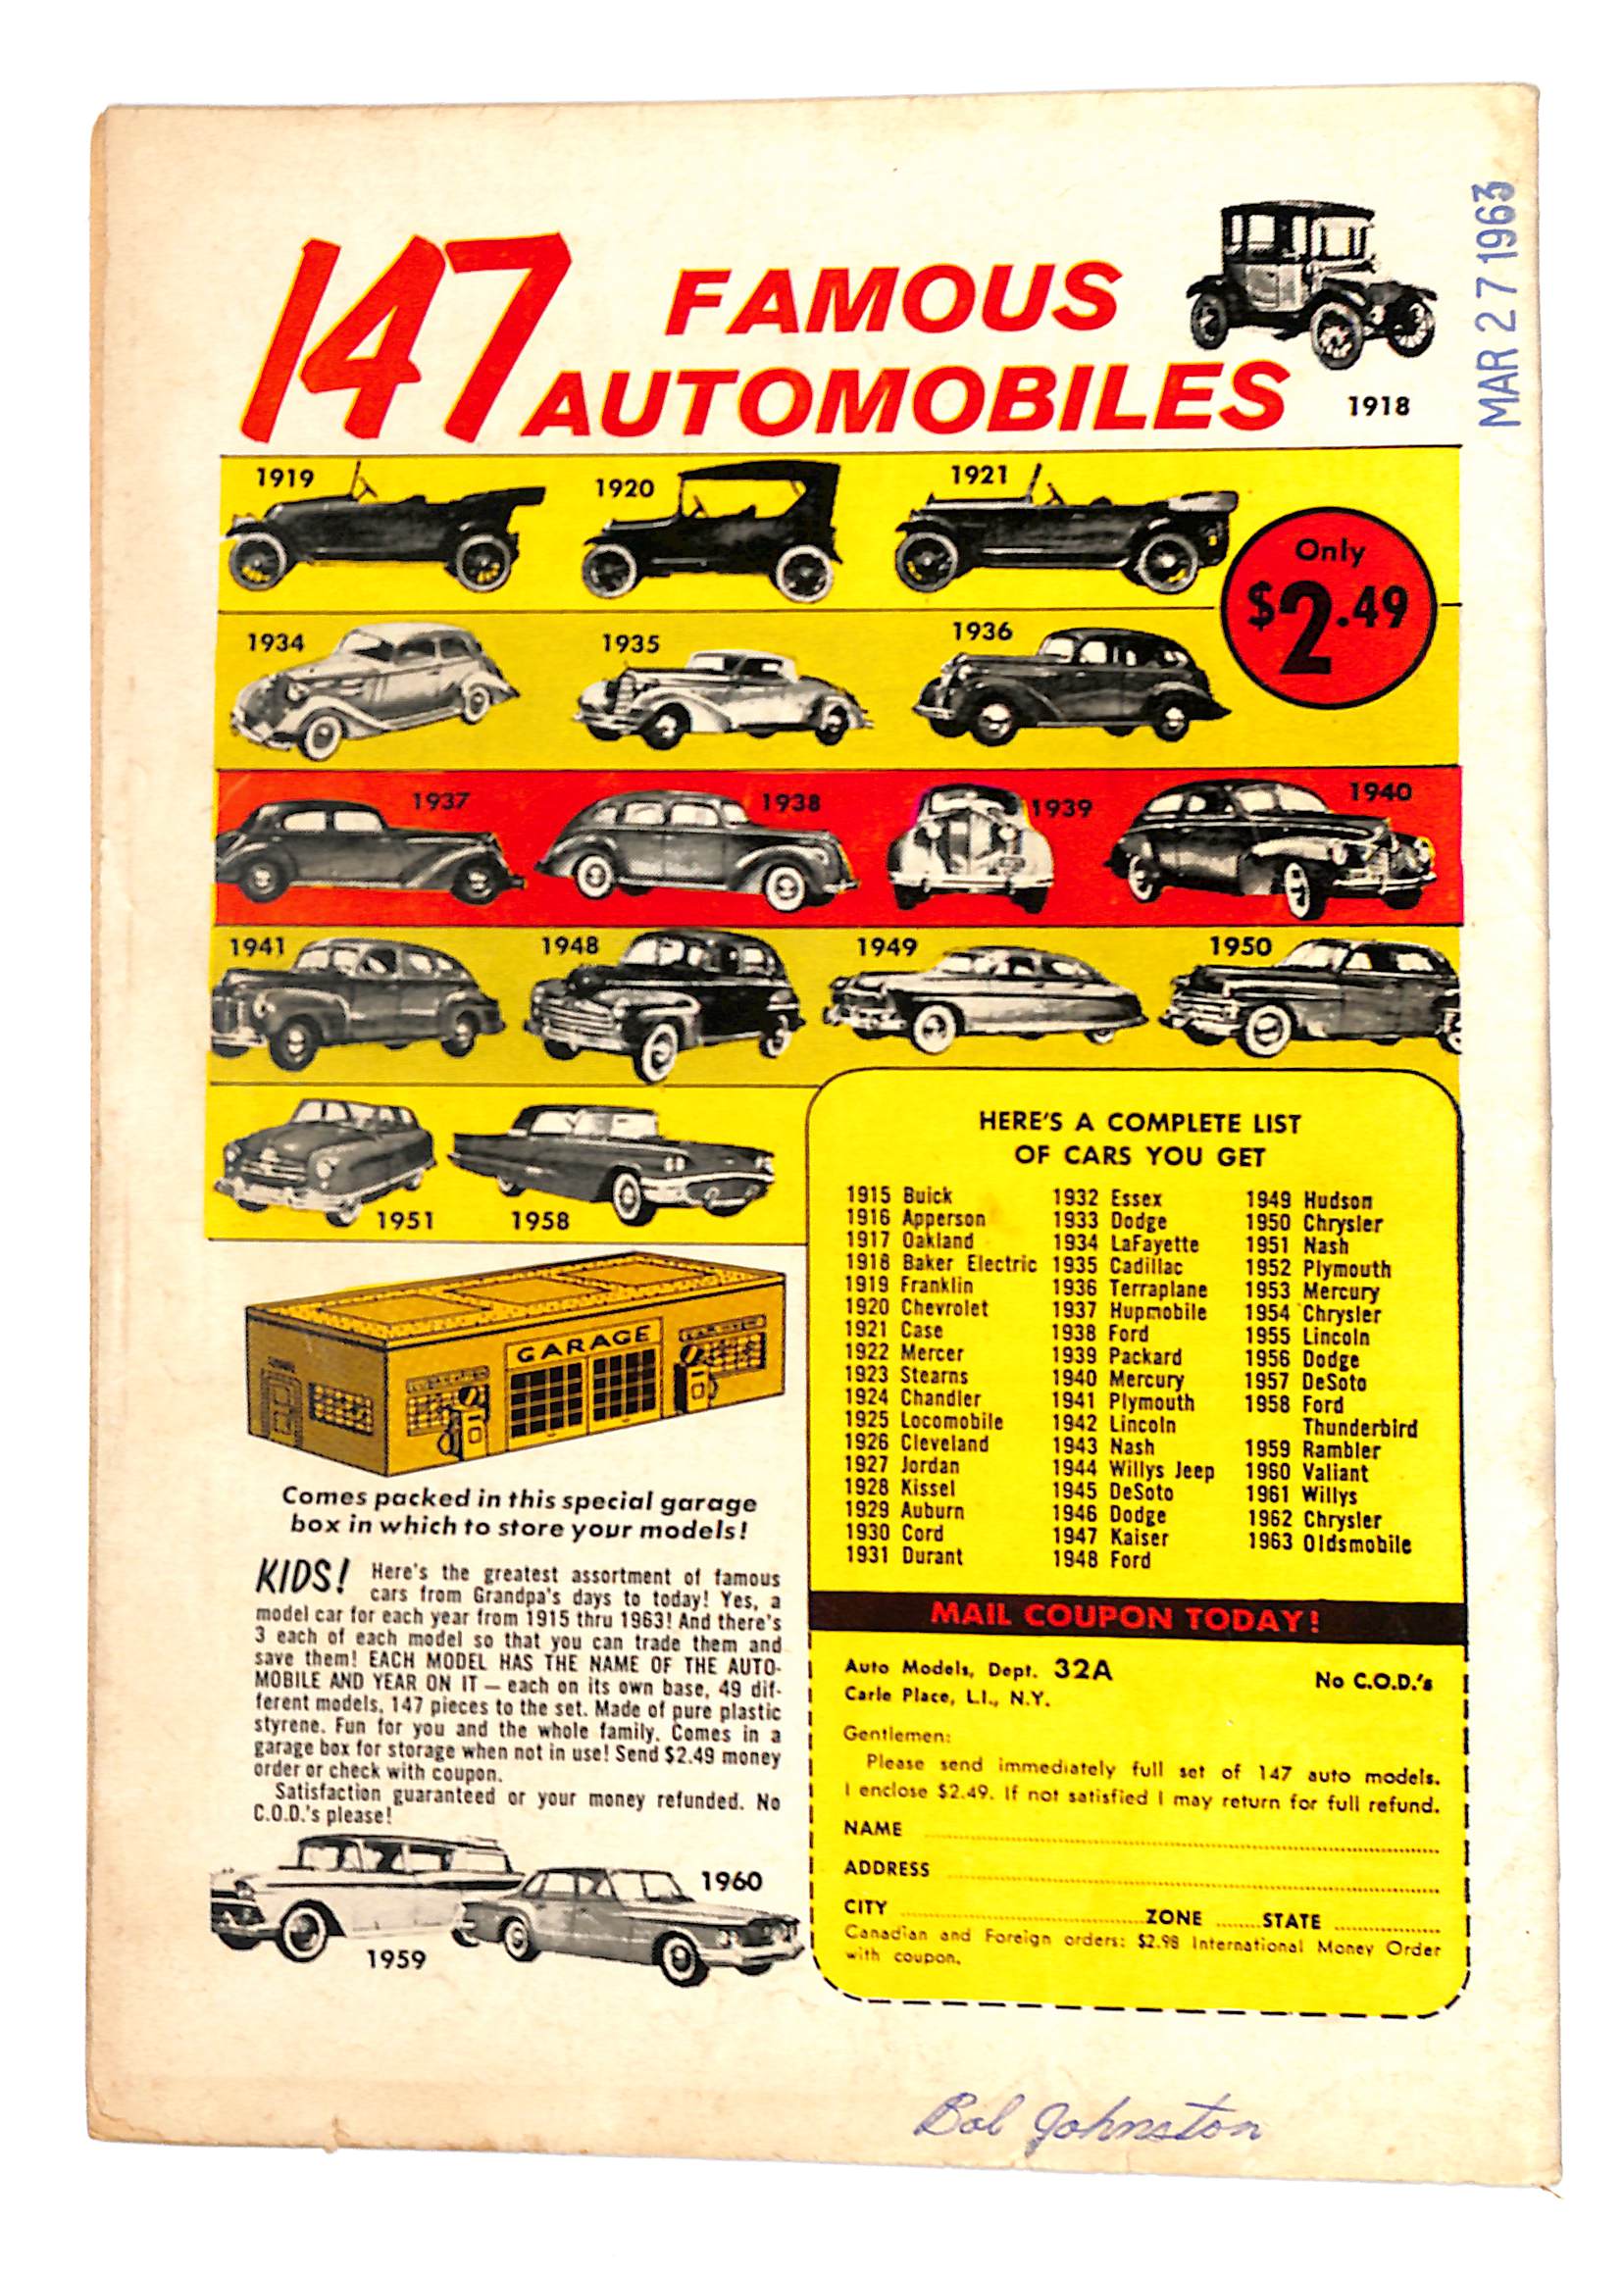 147 FAMOUS
AUTOMOBILES
1918
MAR 27 1963
1919
1920
1921
Only
$2.49
1934
1935
1936
1937
1938
1939
1940
1941
1948
1949
1950
1951
1958
GARAGE
Comes packed in this special garage
box in which to store your models!
KIDS! Here's the greatest assortment of famous
cars from Grandpa's days to today! Yes, a
model car for each year from 1915 thru 1963! And there's
3 each of each model so that you can trade them and
save them! EACH MODEL HAS THE NAME OF THE AUTO-
MOBILE AND YEAR ON IT — each on its own base, 49 dif-
ferent models, 147 pieces to the set. Made of pure plastic
styrene. Fun for you and the whole family. Comes in a
garage box for storage when not in use! Send $2.49 money
order or check with coupon.
Satisfaction guaranteed or your money refunded. No
C.O.D.'s please!
1959
1960
HERE'S A COMPLETE LIST
OF CARS YOU GET
1915 Buick
1916 Apperson
1917 Oakland
1918 Baker Electric
1919 Franklin
1920 Chevrolet
1921 Case
1922 Mercer
1923 Stearns
1924 Chandler
1925 Locomobile
1926 Cleveland
1927 Jordan
1928 Kissel
1929 Auburn
1930 Cord
1931 Durant
1932 Essex
1933 Dodge
1934 LaFayette
1935 Cadillac
1936 Terraplane
1937 Hupmobile
1938 Ford
1939 Packard
1940 Mercury
1941 Plymouth
1942 Lincoln
1943 Nash
1944 Willys Jeep
1945 DeSoto
1946 Dodge
1947 Kaiser
1948 Ford
1949 Hudson
1950 Chrysler
1951 Nash
1952 Plymouth
1953 Mercury
1954 Chrysler
1955 Lincoln
1956 Dodge
1957 DeSoto
1958 Ford
Thunderbird
1959 Rambler
1960 Valiant
1961 Willys
1962 Chrysler
1963 Oldsmobile
MAIL COUPON TODAY!
Auto Models, Dept. 32A
No C.O.D.'s
Carle Place, L.I., N.Y.
Gentlemen:
Please send immediately full set of 147 auto models.
I enclose $2.49. If not satisfied I may return for full refund.
NAME
ADDRESS
CITY ZONE STATE
Canadian and Foreign orders: $2.98 International Money Order
with coupon.
Bob Johnston